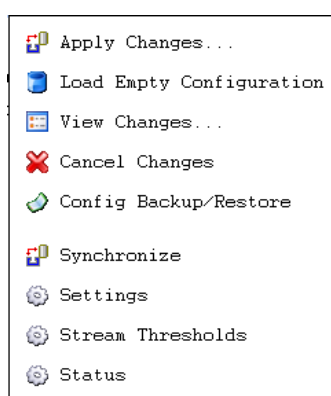 Apply Changes...
Load Empty Configuration
View Changes...
Cancel Changes
Config Backup/Restore
Synchronize
Settings
Stream Thresholds
Status